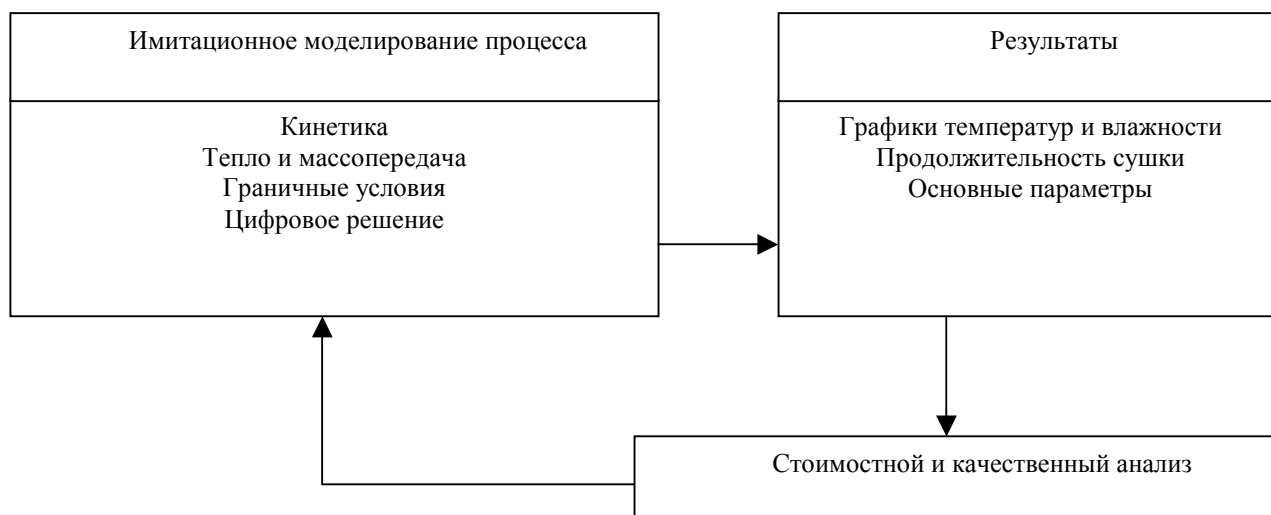 Имитационное моделирование процесса
Кинетика
Тепло и массопередача
Граничные условия
Цифровое решение
Результаты
Графики температур и влажности
Продолжительность сушки
Основные параметры
Стоимостной и качественный анализ